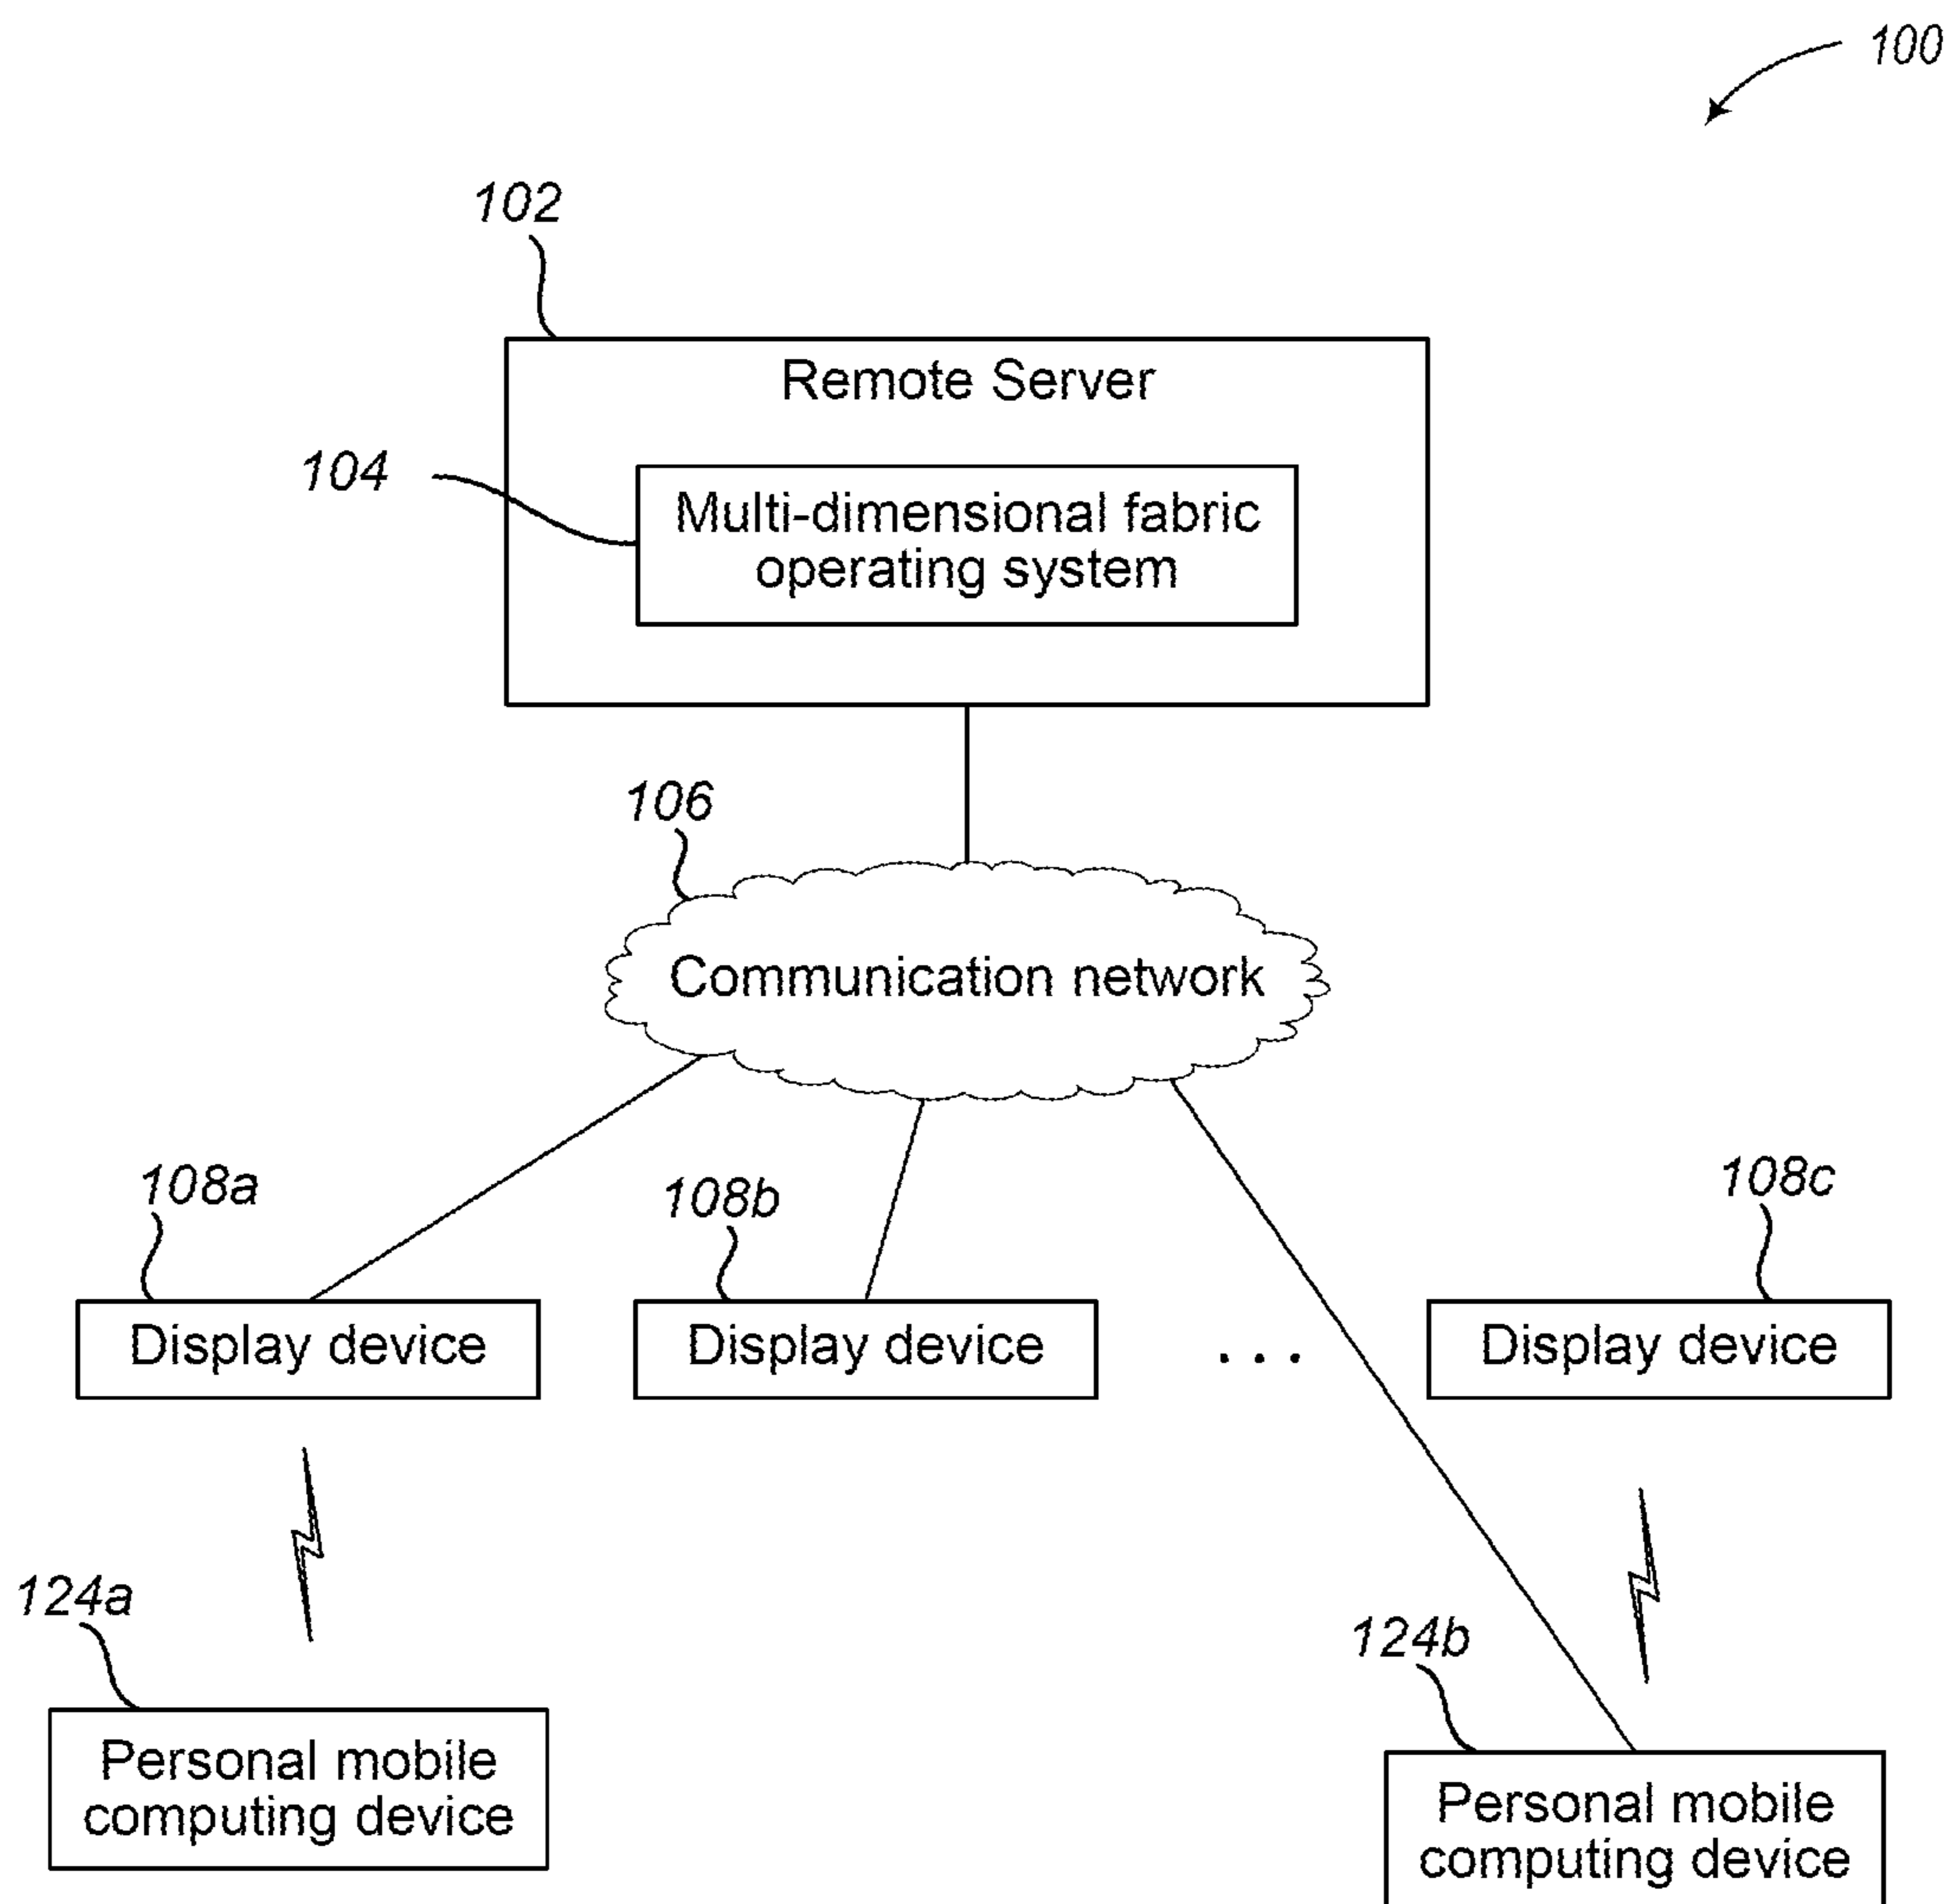 100
102
Remote Server
104
Multi-dimensional fabric
operating system
106
Communication network
108a
108b
108c
Display device
Display device
. . .
Display device
124a
124b
Personal mobile
computing device
Personal mobile
computing device